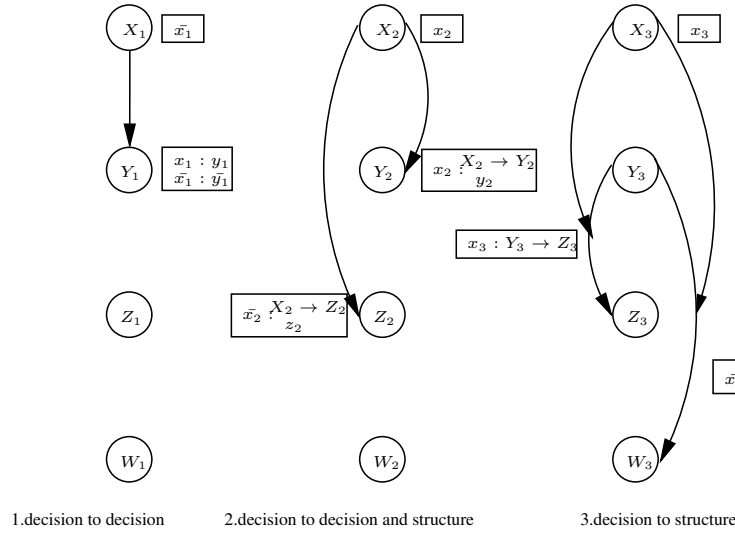 X₁ x̄₁
X₂ x₂
X₃ x₃
Y₁
x₁ : y₁
x̄₁ : ȳ₁
Y₂
x₂ : X₂ → Y₂
y₂
Y₃
x₃ : Y₃ → Z₃
Z₁
x̄₂ : X₂ → Z₂
z₂
Z₂
Z₃
W₁
W₂
W₃
1.decision to decision
2.decision to decision and structure
3.decision to structure